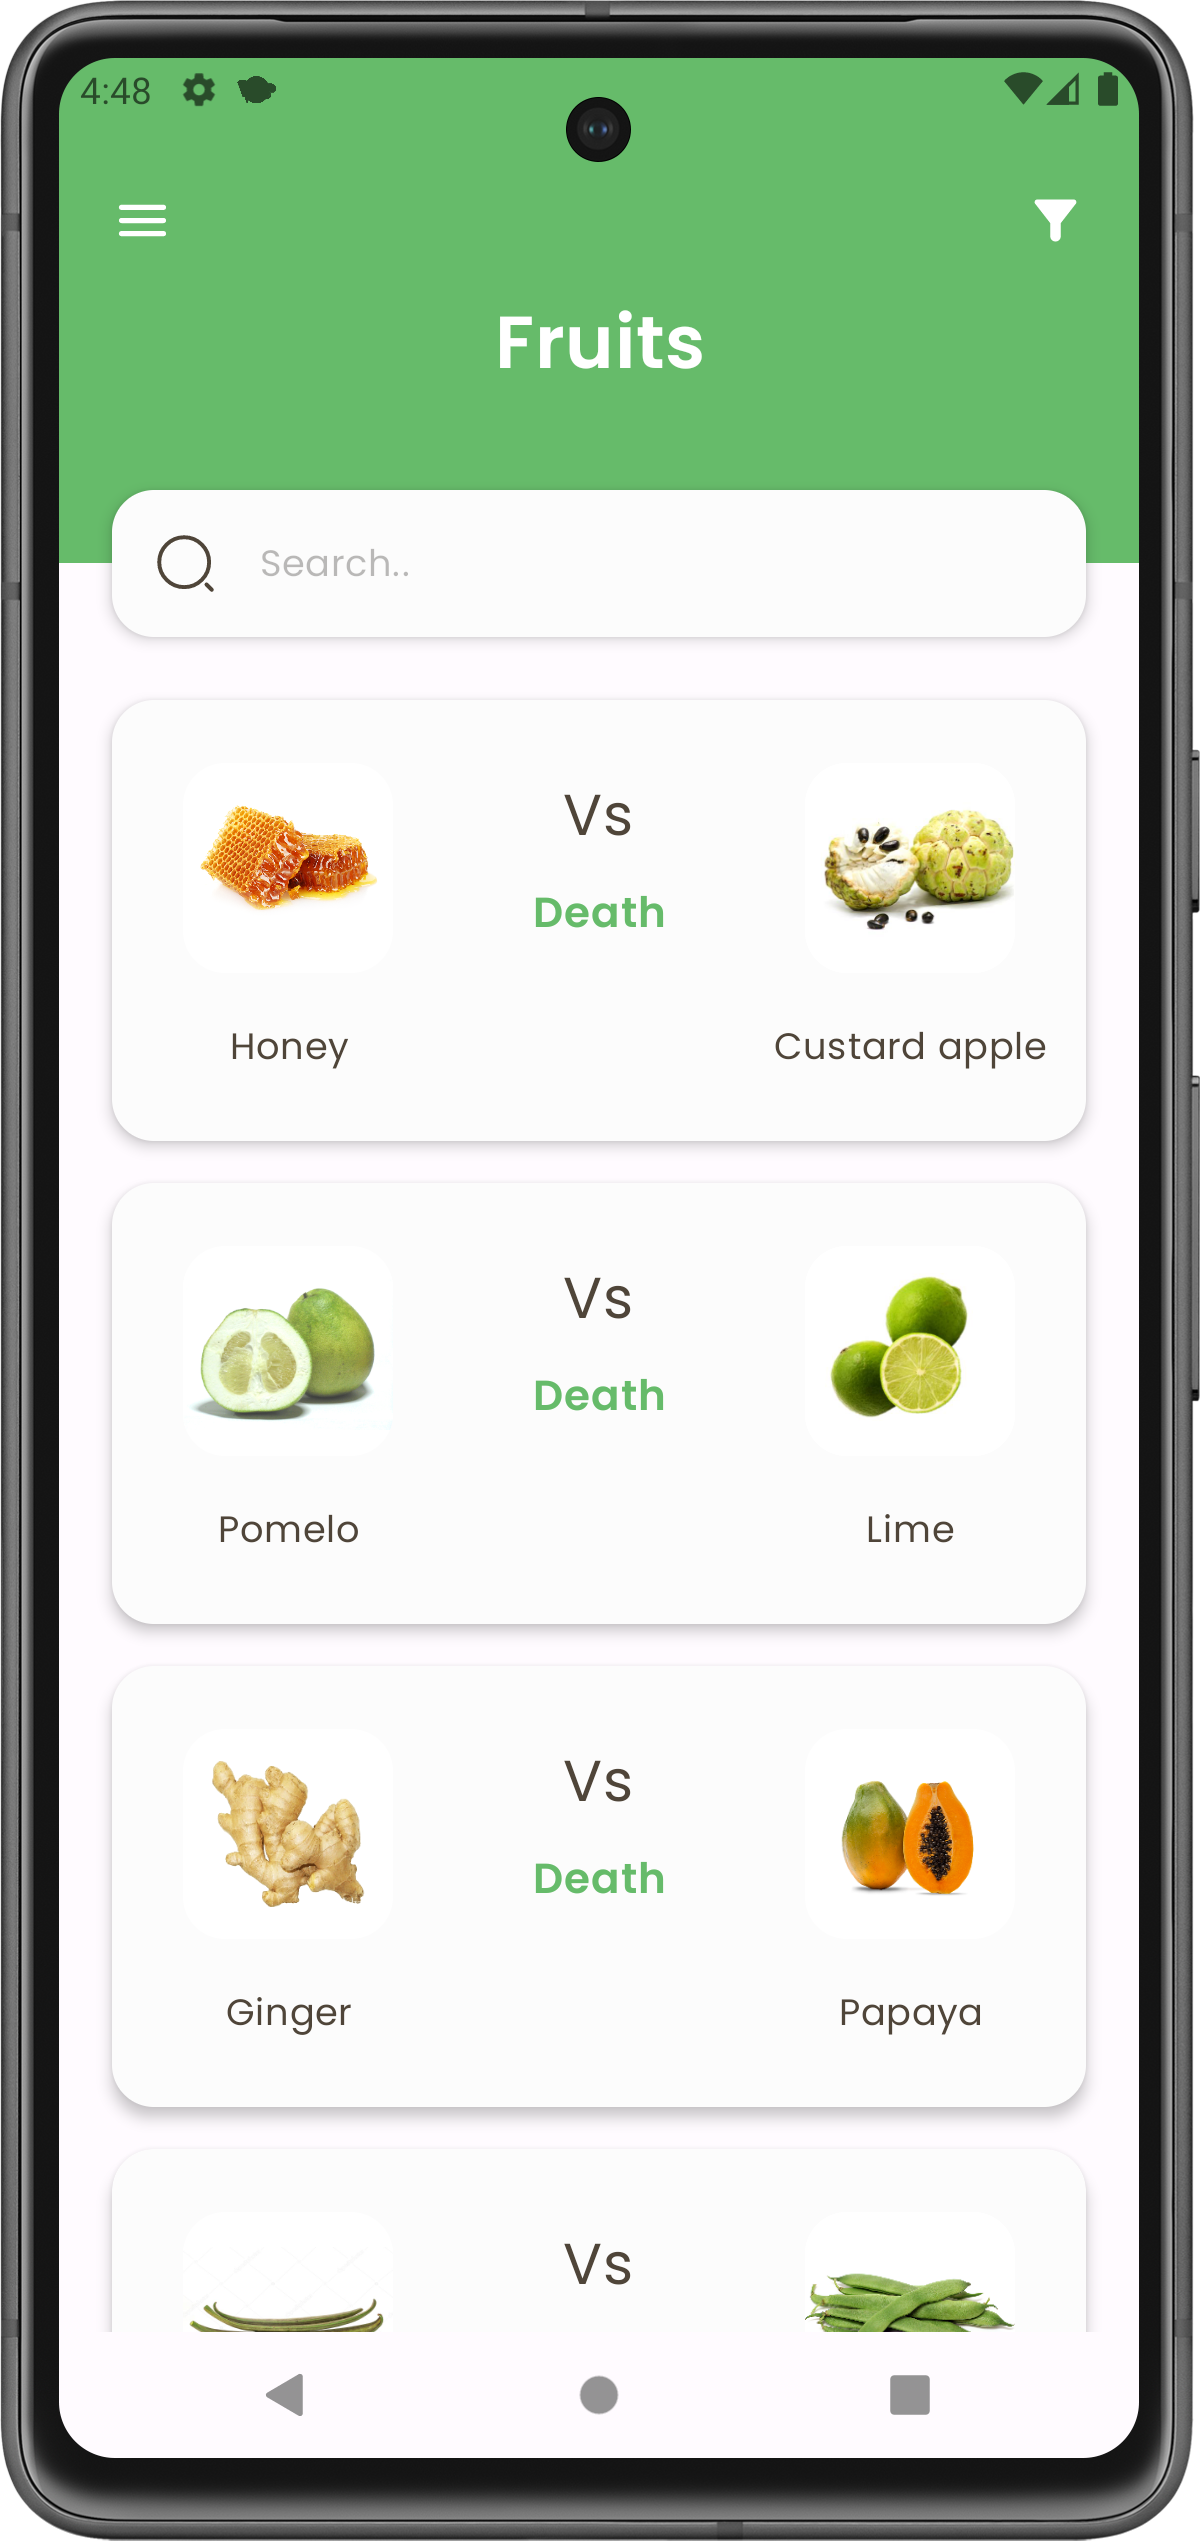 4:48
Fruits
Search..
Vs
Death
Honey
Custard apple
Vs
Death
Pomelo
Lime
Vs
Death
Ginger
Papaya
Vs